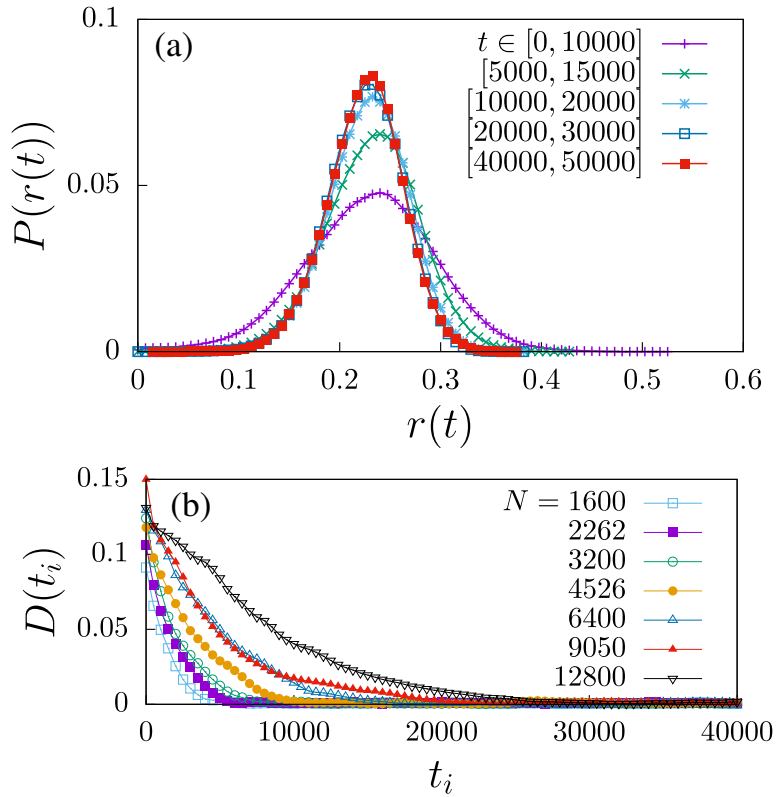 (a)
t ∈ [0, 10000]
[5000, 15000]
[10000, 20000]
[20000, 30000]
[40000, 50000]
P(r(t))
0.1
0.05
0
0 0.1 0.2 0.3 0.4 0.5 0.6
r(t)
(b)
N = 1600
2262
3200
4526
6400
9050
12800
D(t_i)
0.15
0.1
0.05
0
0 10000 20000 30000 40000
t_i